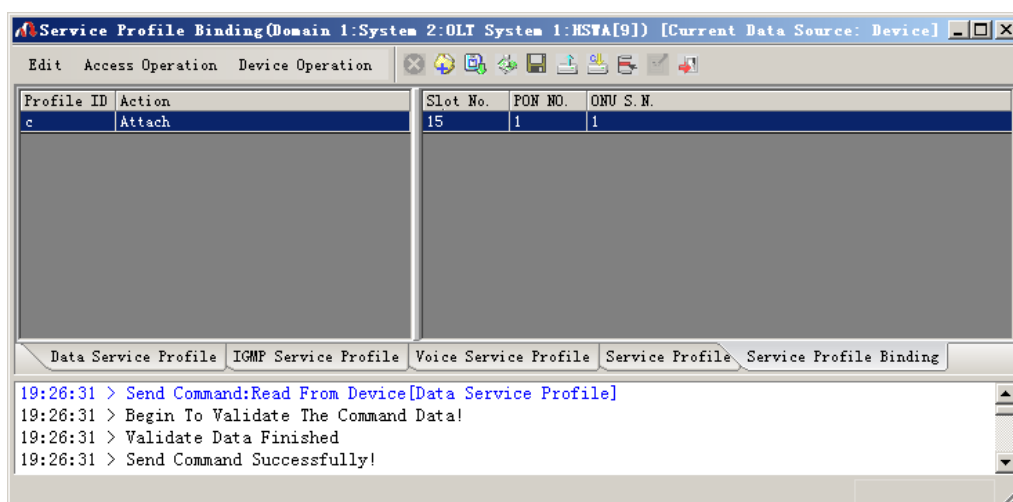 Service Profile Binding(Domain 1:System 2:OLT System 1:HSWA[9]) [Current Data Source: Device]
Edit Access Operation Device Operation
Profile ID Action Slot No. PON NO. ONU S.N.
c Attach 15 1 1
Data Service Profile IGMP Service Profile Voice Service Profile Service Profile Service Profile Binding
19:26:31 > Send Command:Read From Device[Data Service Profile]
19:26:31 > Begin To Validate The Command Data!
19:26:31 > Validate Data Finished
19:26:31 > Send Command Successfully!